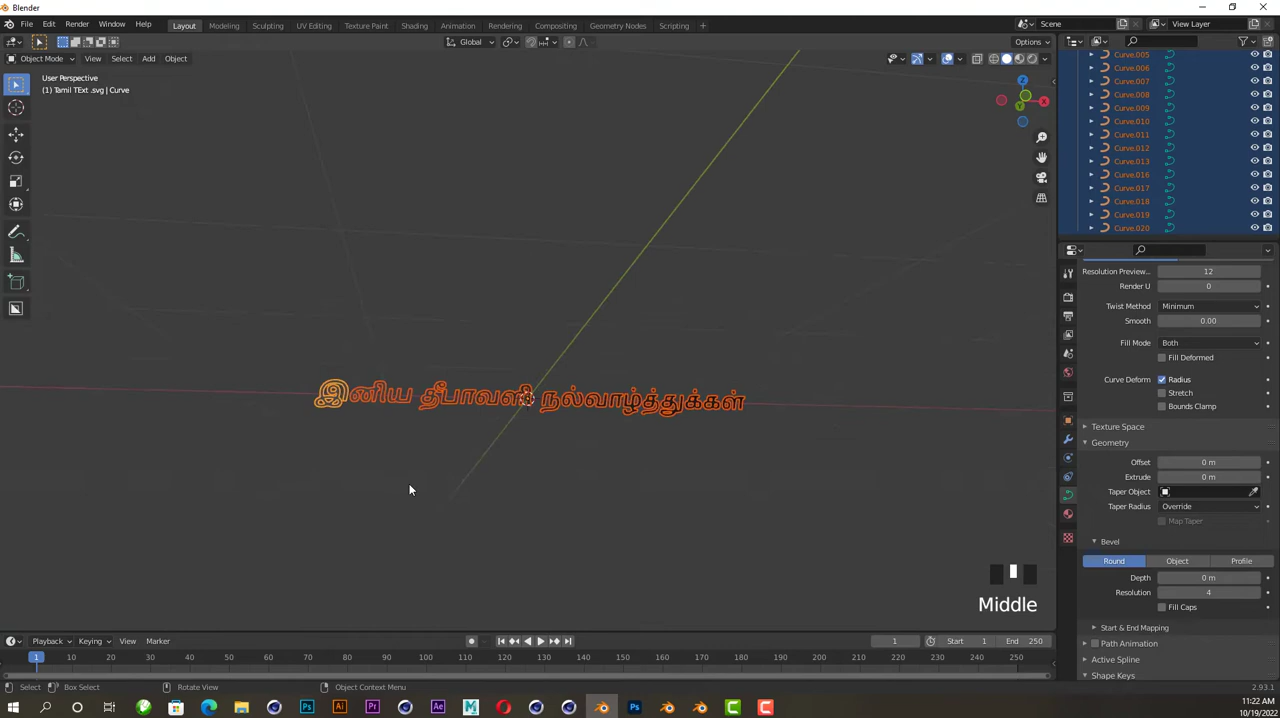 Blender
File Edit Render Window Help Layout Modeling Sculpting UV Editing Texture Paint Shading Animation Rendering Compositing Geometry Nodes Scripting + Scene View Layer
Global Options
Object Mode View Select Add Object
User Perspective
(1) Tamil TExt .svg | Curve
இனிய தீபாவளி நல்வாழ்த்துக்கள்
Middle
X
Y
Z
Curve.005
Curve.006
Curve.007
Curve.008
Curve.009
Curve.010
Curve.011
Curve.012
Curve.013
Curve.016
Curve.017
Curve.018
Curve.019
Curve.020
Resolution Preview... 12
Render U 0
Twist Method Minimum
Smooth 0.00
Fill Mode Both
Fill Deformed
Curve Deform Radius
Stretch
Bounds Clamp
Texture Space
Geometry
Offset 0 m
Extrude 0 m
Taper Object
Taper Radius Override
Map Taper
Bevel
Round Object Profile
Depth 0 m
Resolution 4
Fill Caps
Start & End Mapping
Path Animation
Active Spline
Shape Keys
Playback Keying View Marker 1 Start 1 End 250
1 10 20 30 40 50 60 70 80 90 100 110 120 130 140 150 160 170 180 190 200 210 220 230 240 250
Select Box Select Rotate View Object Context Menu 2.93.1
Ps Ai Pr Ae Ps
11:22 AM
10/19/2022